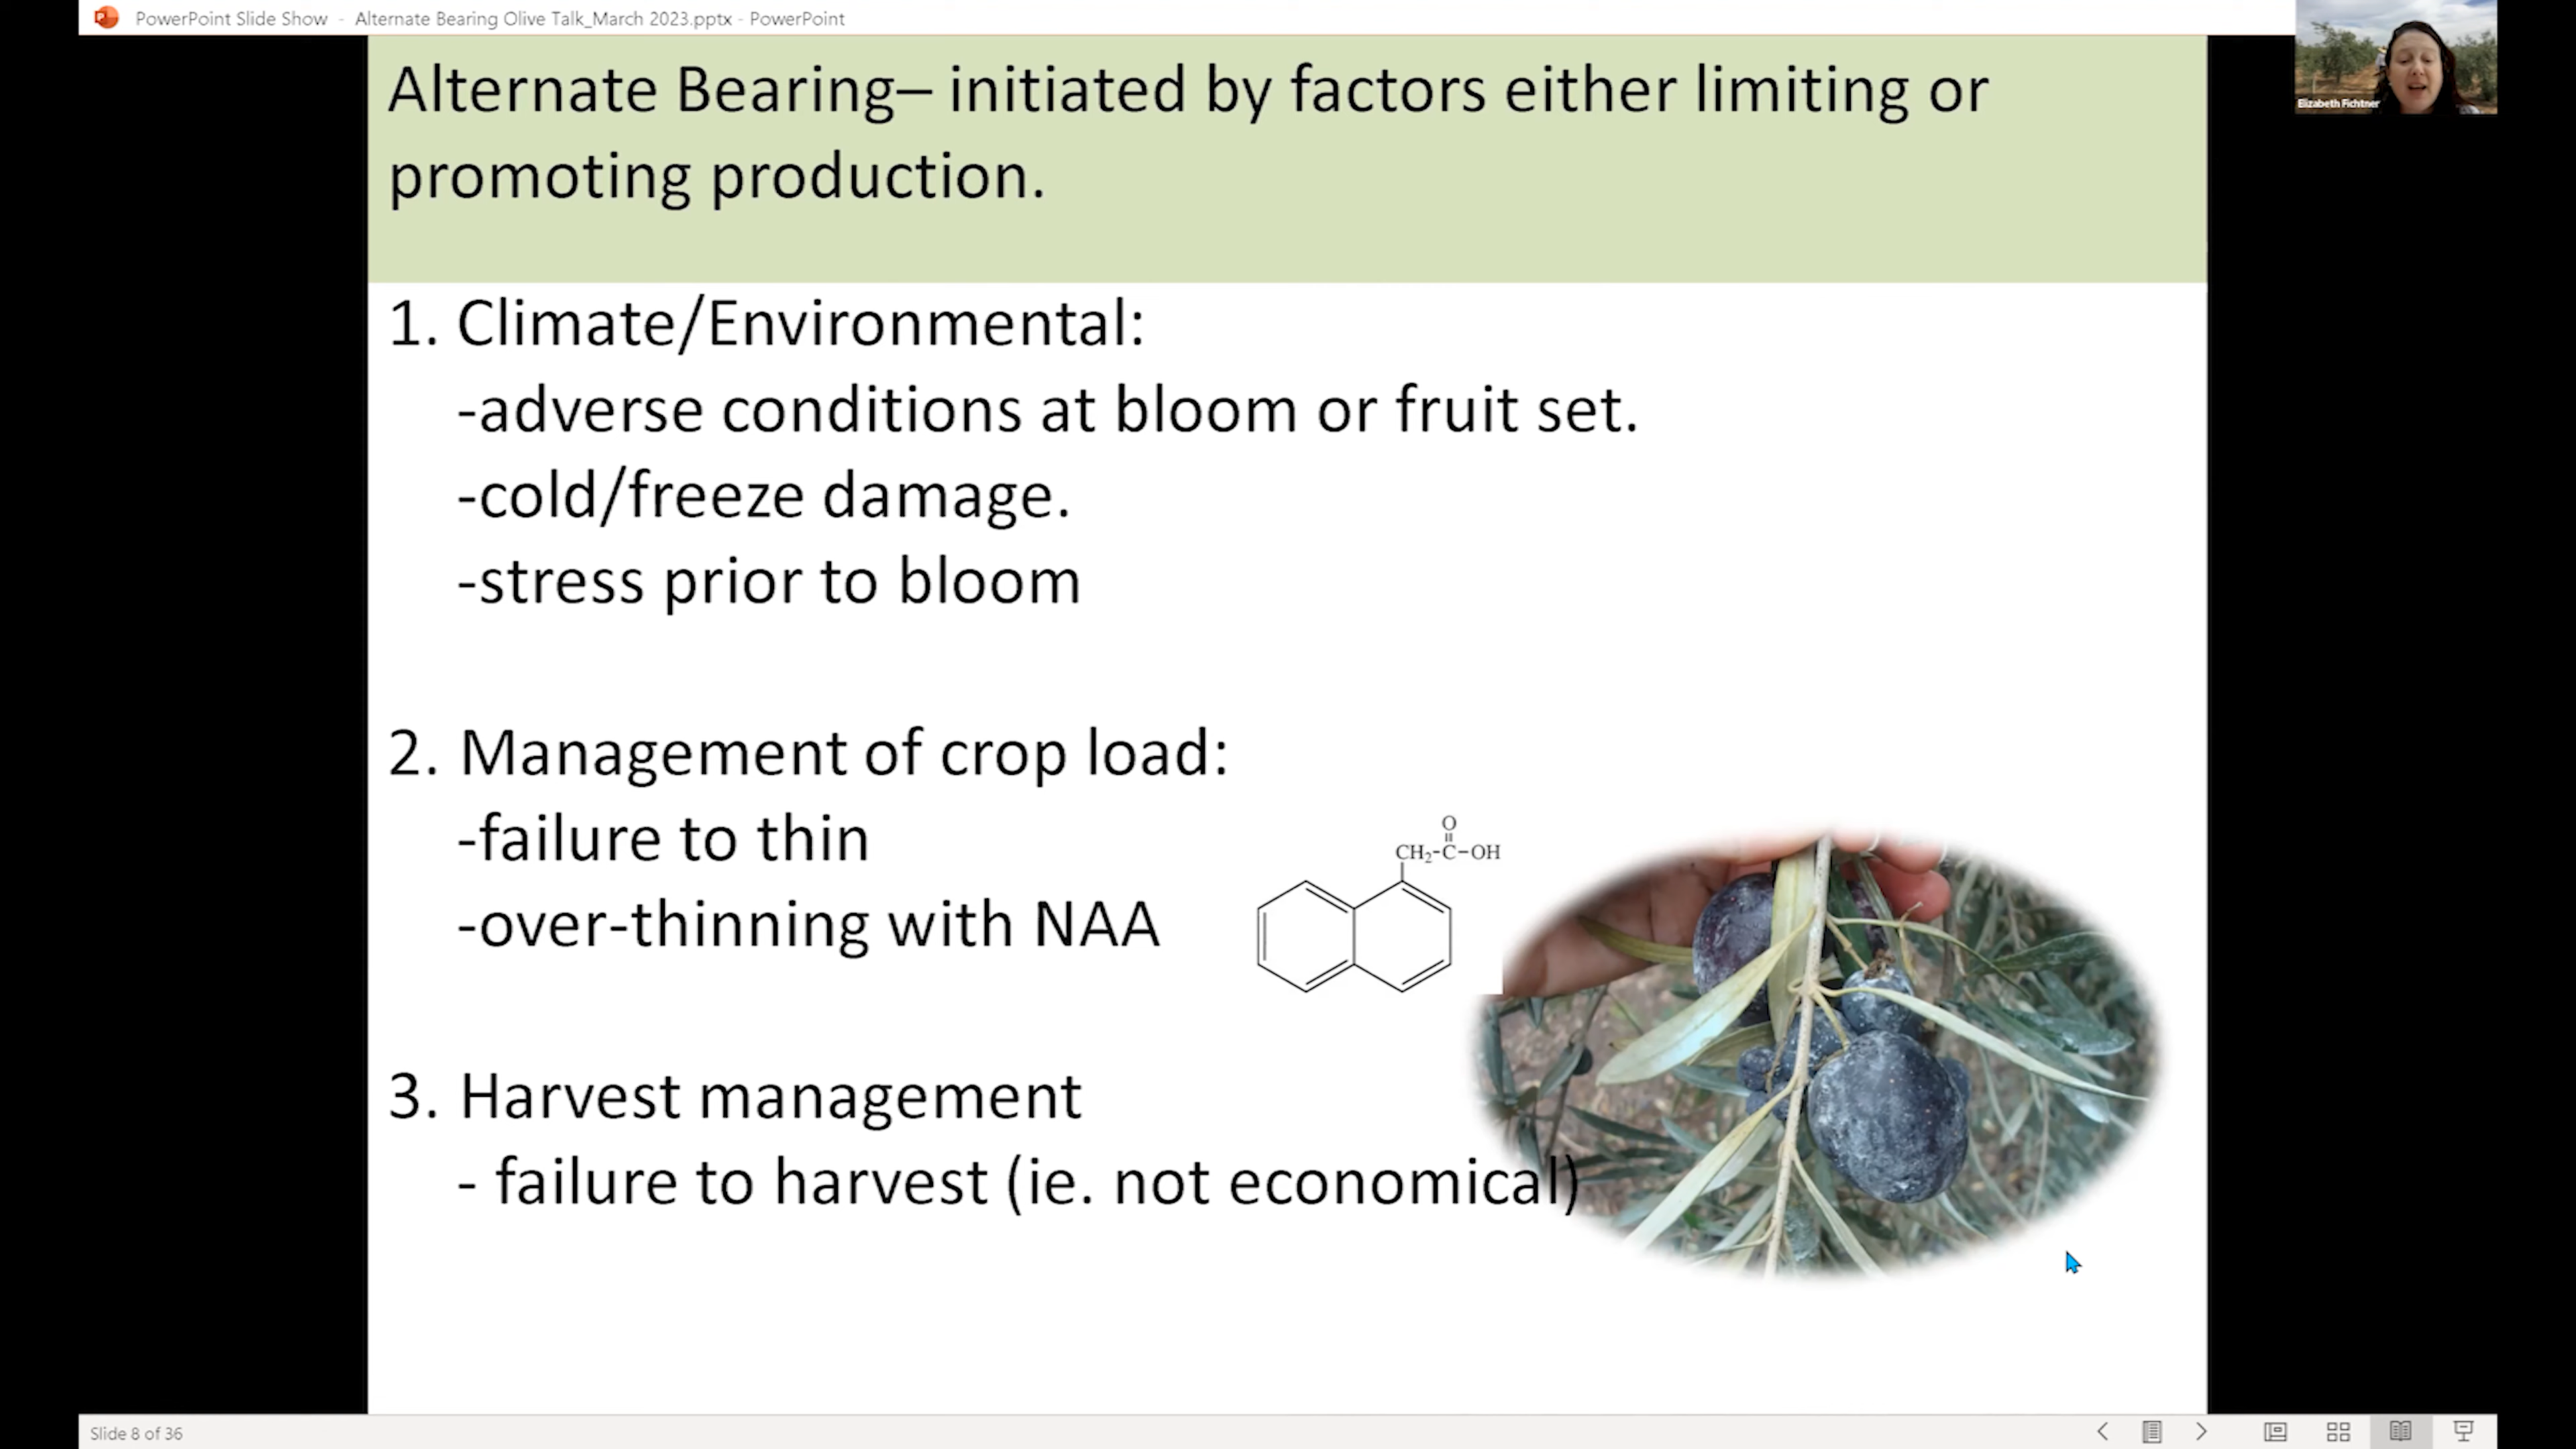 PowerPoint Slide Show - Alternate Bearing Olive Talk_March 2023.pptx - PowerPoint
Elizabeth Fichtner
Alternate Bearing– initiated by factors either limiting or
promoting production.
1. Climate/Environmental:
-adverse conditions at bloom or fruit set.
-cold/freeze damage.
-stress prior to bloom
2. Management of crop load:
-failure to thin
-over-thinning with NAA
O
CH₂-C-OH
3. Harvest management
- failure to harvest (ie. not economical)
Slide 8 of 36